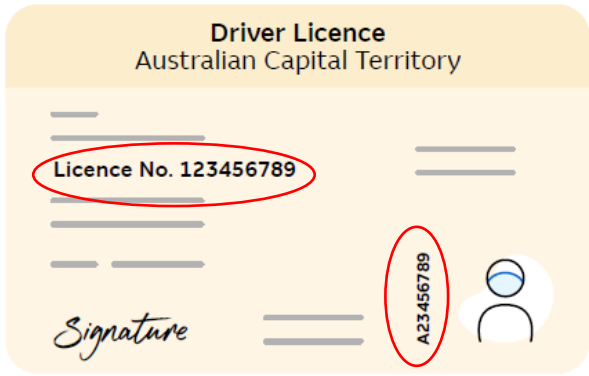 Driver Licence
Australian Capital Territory
Licence No. 123456789
A23456789
Signature